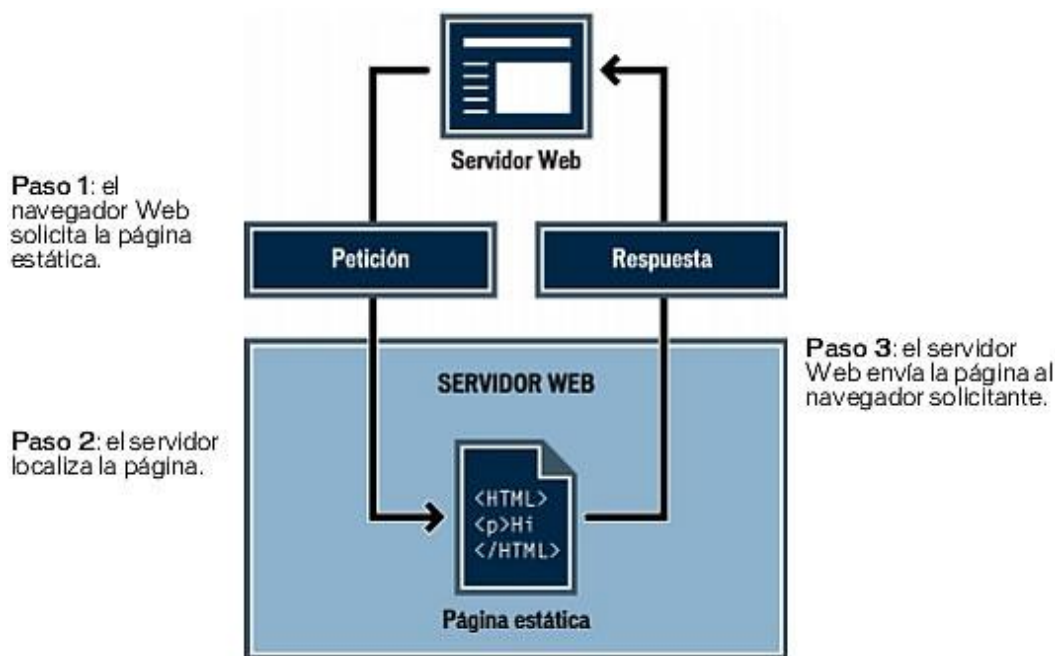 Servidor Web
Paso 1: el
navegador Web
solicita la página
estática.
Petición
Respuesta
Paso 3: el servidor
Web envía la página al
navegador solicitante.
SERVIDOR WEB
Paso 2: el servidor
localiza la página.
<HTML>
<p>Hi
</HTML>
Página estática